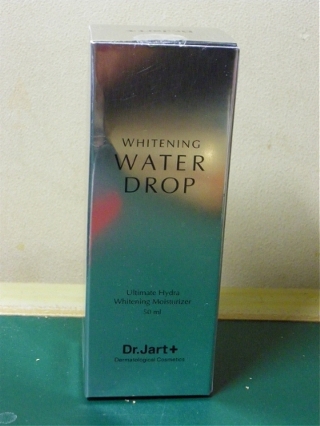 WHITENING
WATER
DROP
Ultimate Hydra
Whitening Moisturizer
50 ml
Dr.Jart+
Dermatological Cosmetics